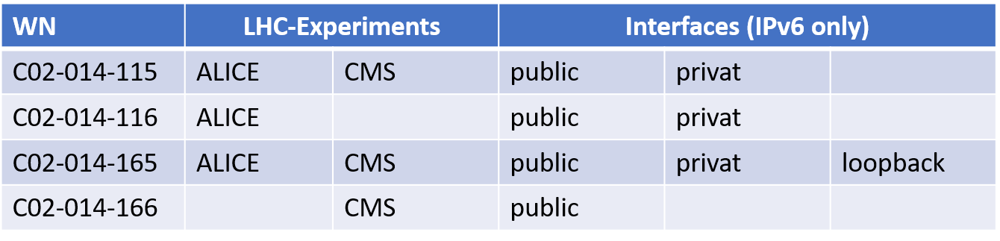 WN LHC-Experiments Interfaces (IPv6 only)
C02-014-115 ALICE CMS public privat
C02-014-116 ALICE public privat
C02-014-165 ALICE CMS public privat loopback
C02-014-166 CMS public